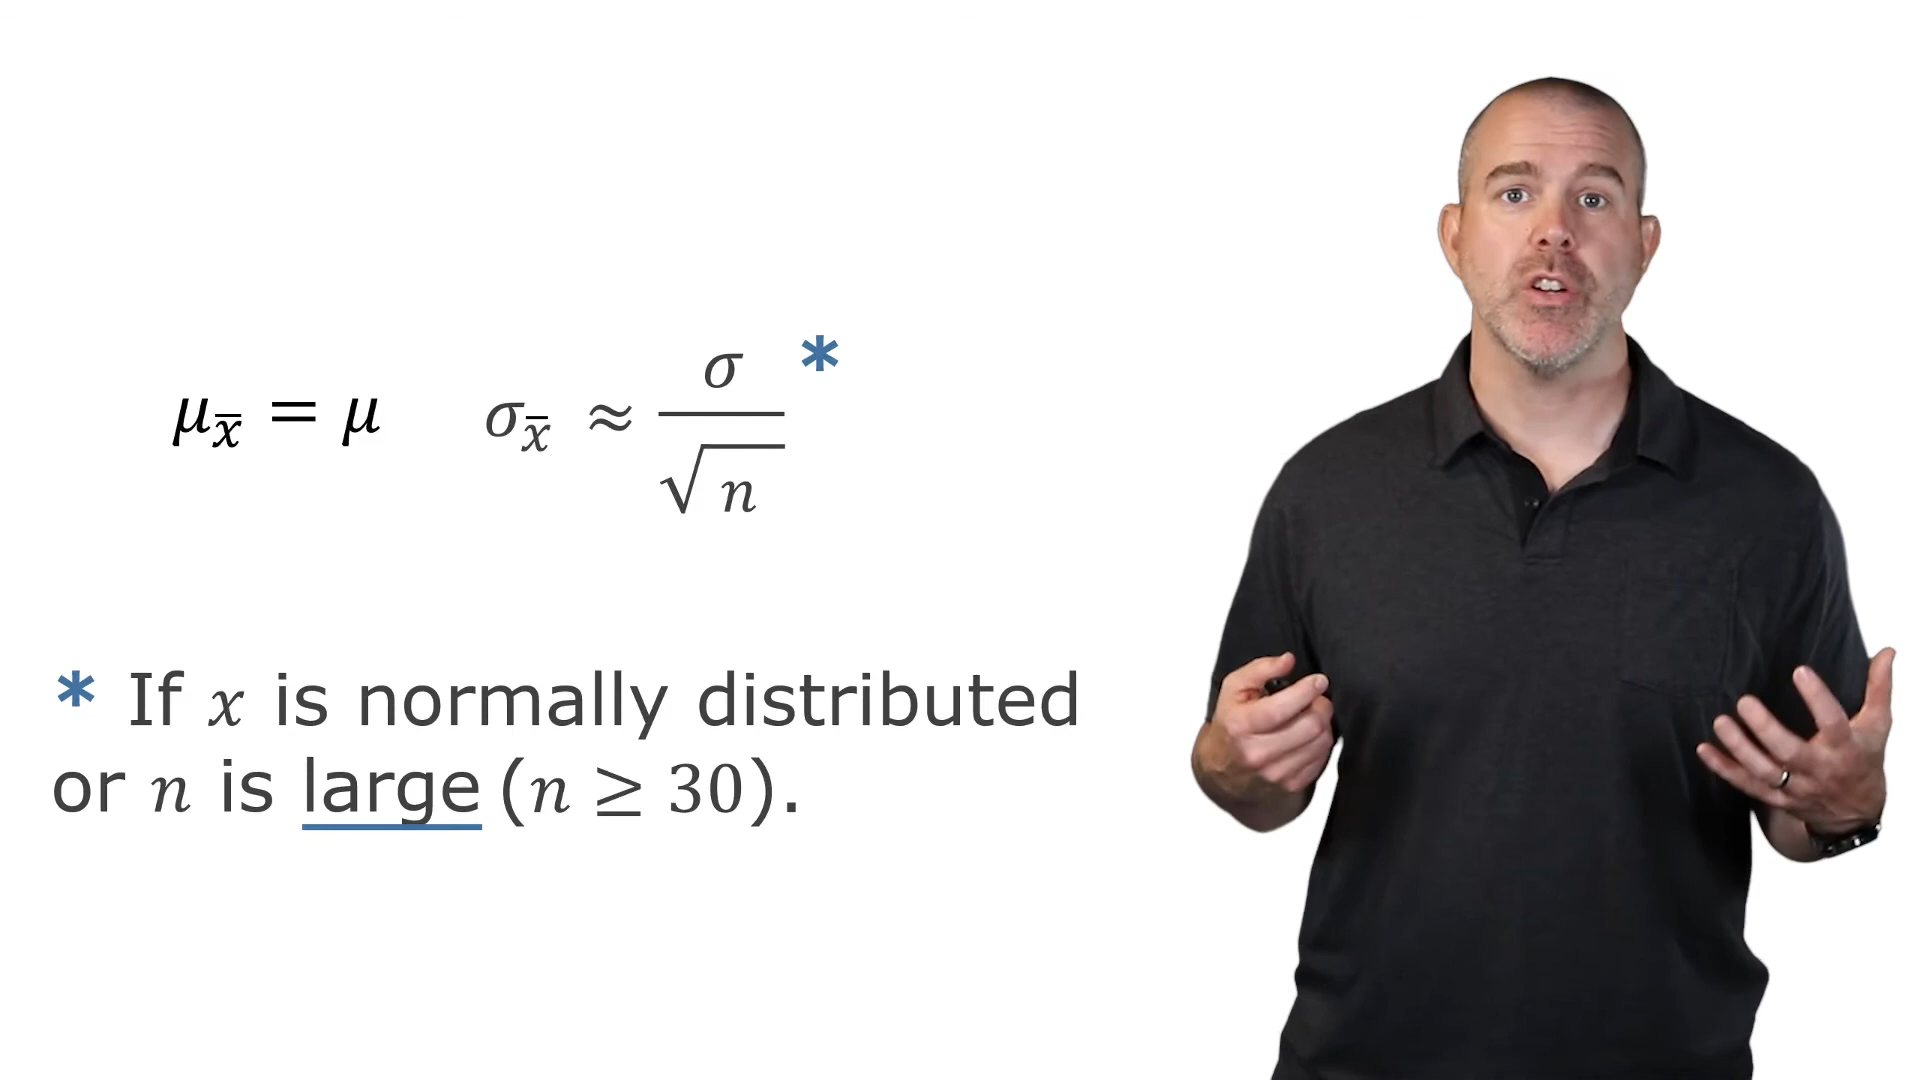 μx̄ = μ σx̄ ≈ σ/√n *
* If x is normally distributed
or n is large (n ≥ 30).